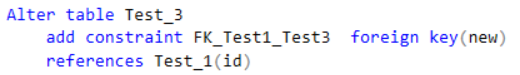 Alter table Test_3
add constraint FK_Test1_Test3 foreign key(new)
references Test_1(id)